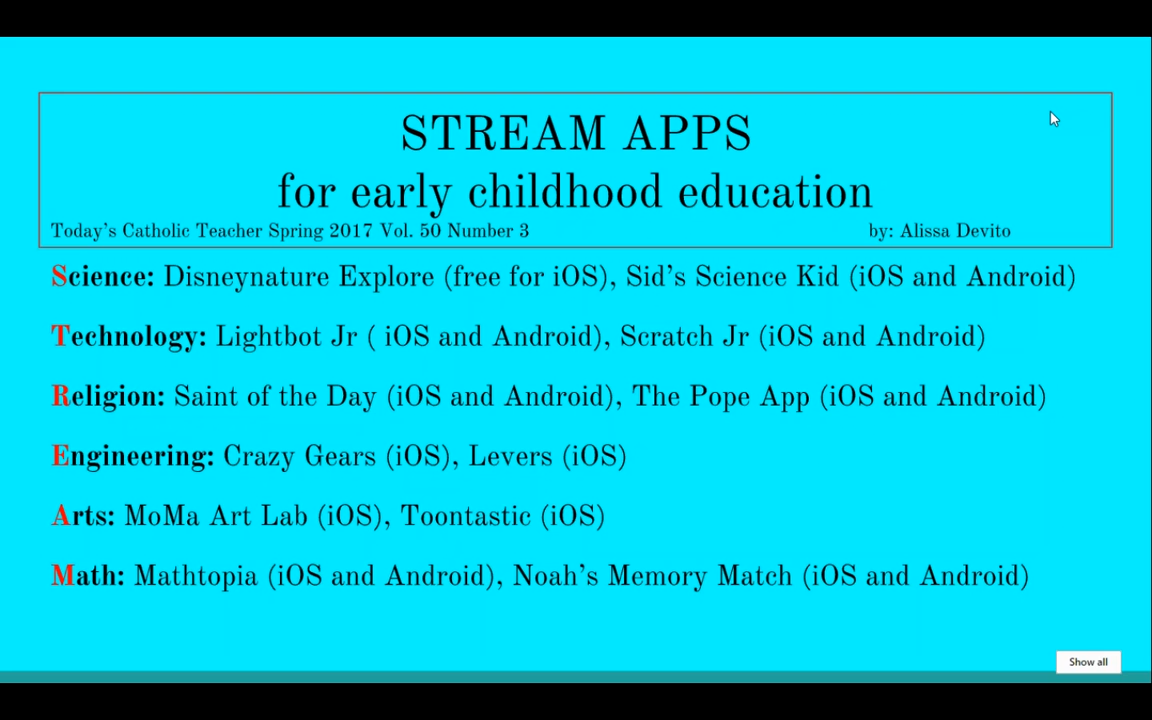 STREAM APPS
for early childhood education
Today's Catholic Teacher Spring 2017 Vol. 50 Number 3 by: Alissa Devito
Science: Disneynature Explore (free for iOS), Sid's Science Kid (iOS and Android)
Technology: Lightbot Jr ( iOS and Android), Scratch Jr (iOS and Android)
Religion: Saint of the Day (iOS and Android), The Pope App (iOS and Android)
Engineering: Crazy Gears (iOS), Levers (iOS)
Arts: MoMa Art Lab (iOS), Toontastic (iOS)
Math: Mathtopia (iOS and Android), Noah's Memory Match (iOS and Android)
Show all